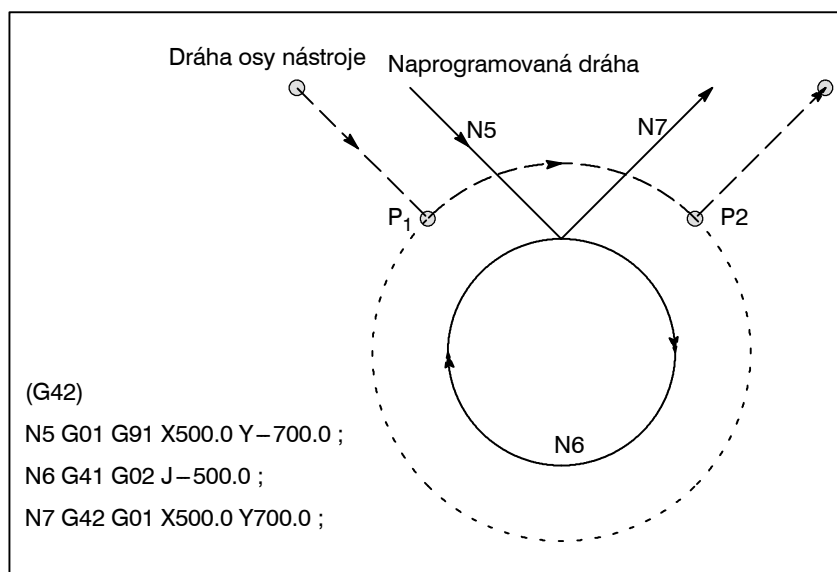 Dráha osy nástroje
Naprogramovaná dráha
N5
N7
P1
P2
N6
(G42)
N5 G01 G91 X500.0 Y−700.0 ;
N6 G41 G02 J−500.0 ;
N7 G42 G01 X500.0 Y700.0 ;